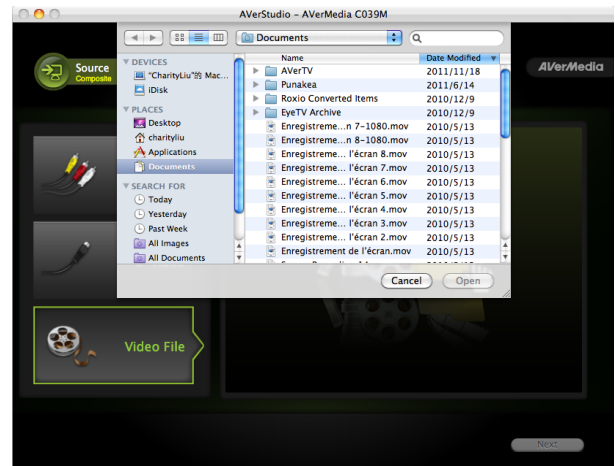 AVerStudio - AVerMedia C039M
Documents
Source
Composite
AVerMedia
DEVICES
"CharityLiu"的 Mac...
iDisk
PLACES
Desktop
charityliu
Applications
Documents
SEARCH FOR
Today
Yesterday
Past Week
All Images
All Documents
Name Date Modified
AVerTV 2011/11/18
Punakea 2011/6/14
Roxio Converted Items 2010/12/9
EyeTV Archive 2010/12/9
Enregistreme...n 7-1080.mov 2010/5/13
Enregistreme...n 8-1080.mov 2010/5/13
Enregistreme... l'écran 8.mov 2010/5/13
Enregistreme... l'écran 7.mov 2010/5/13
Enregistreme... l'écran 6.mov 2010/5/13
Enregistreme... l'écran 5.mov 2010/5/13
Enregistreme... l'écran 4.mov 2010/5/13
Enregistreme... l'écran 3.mov 2010/5/13
Enregistreme... l'écran 2.mov 2010/5/13
Enregistrement de l'écran.mov 2010/5/13
Cancel
Open
Video File
Next